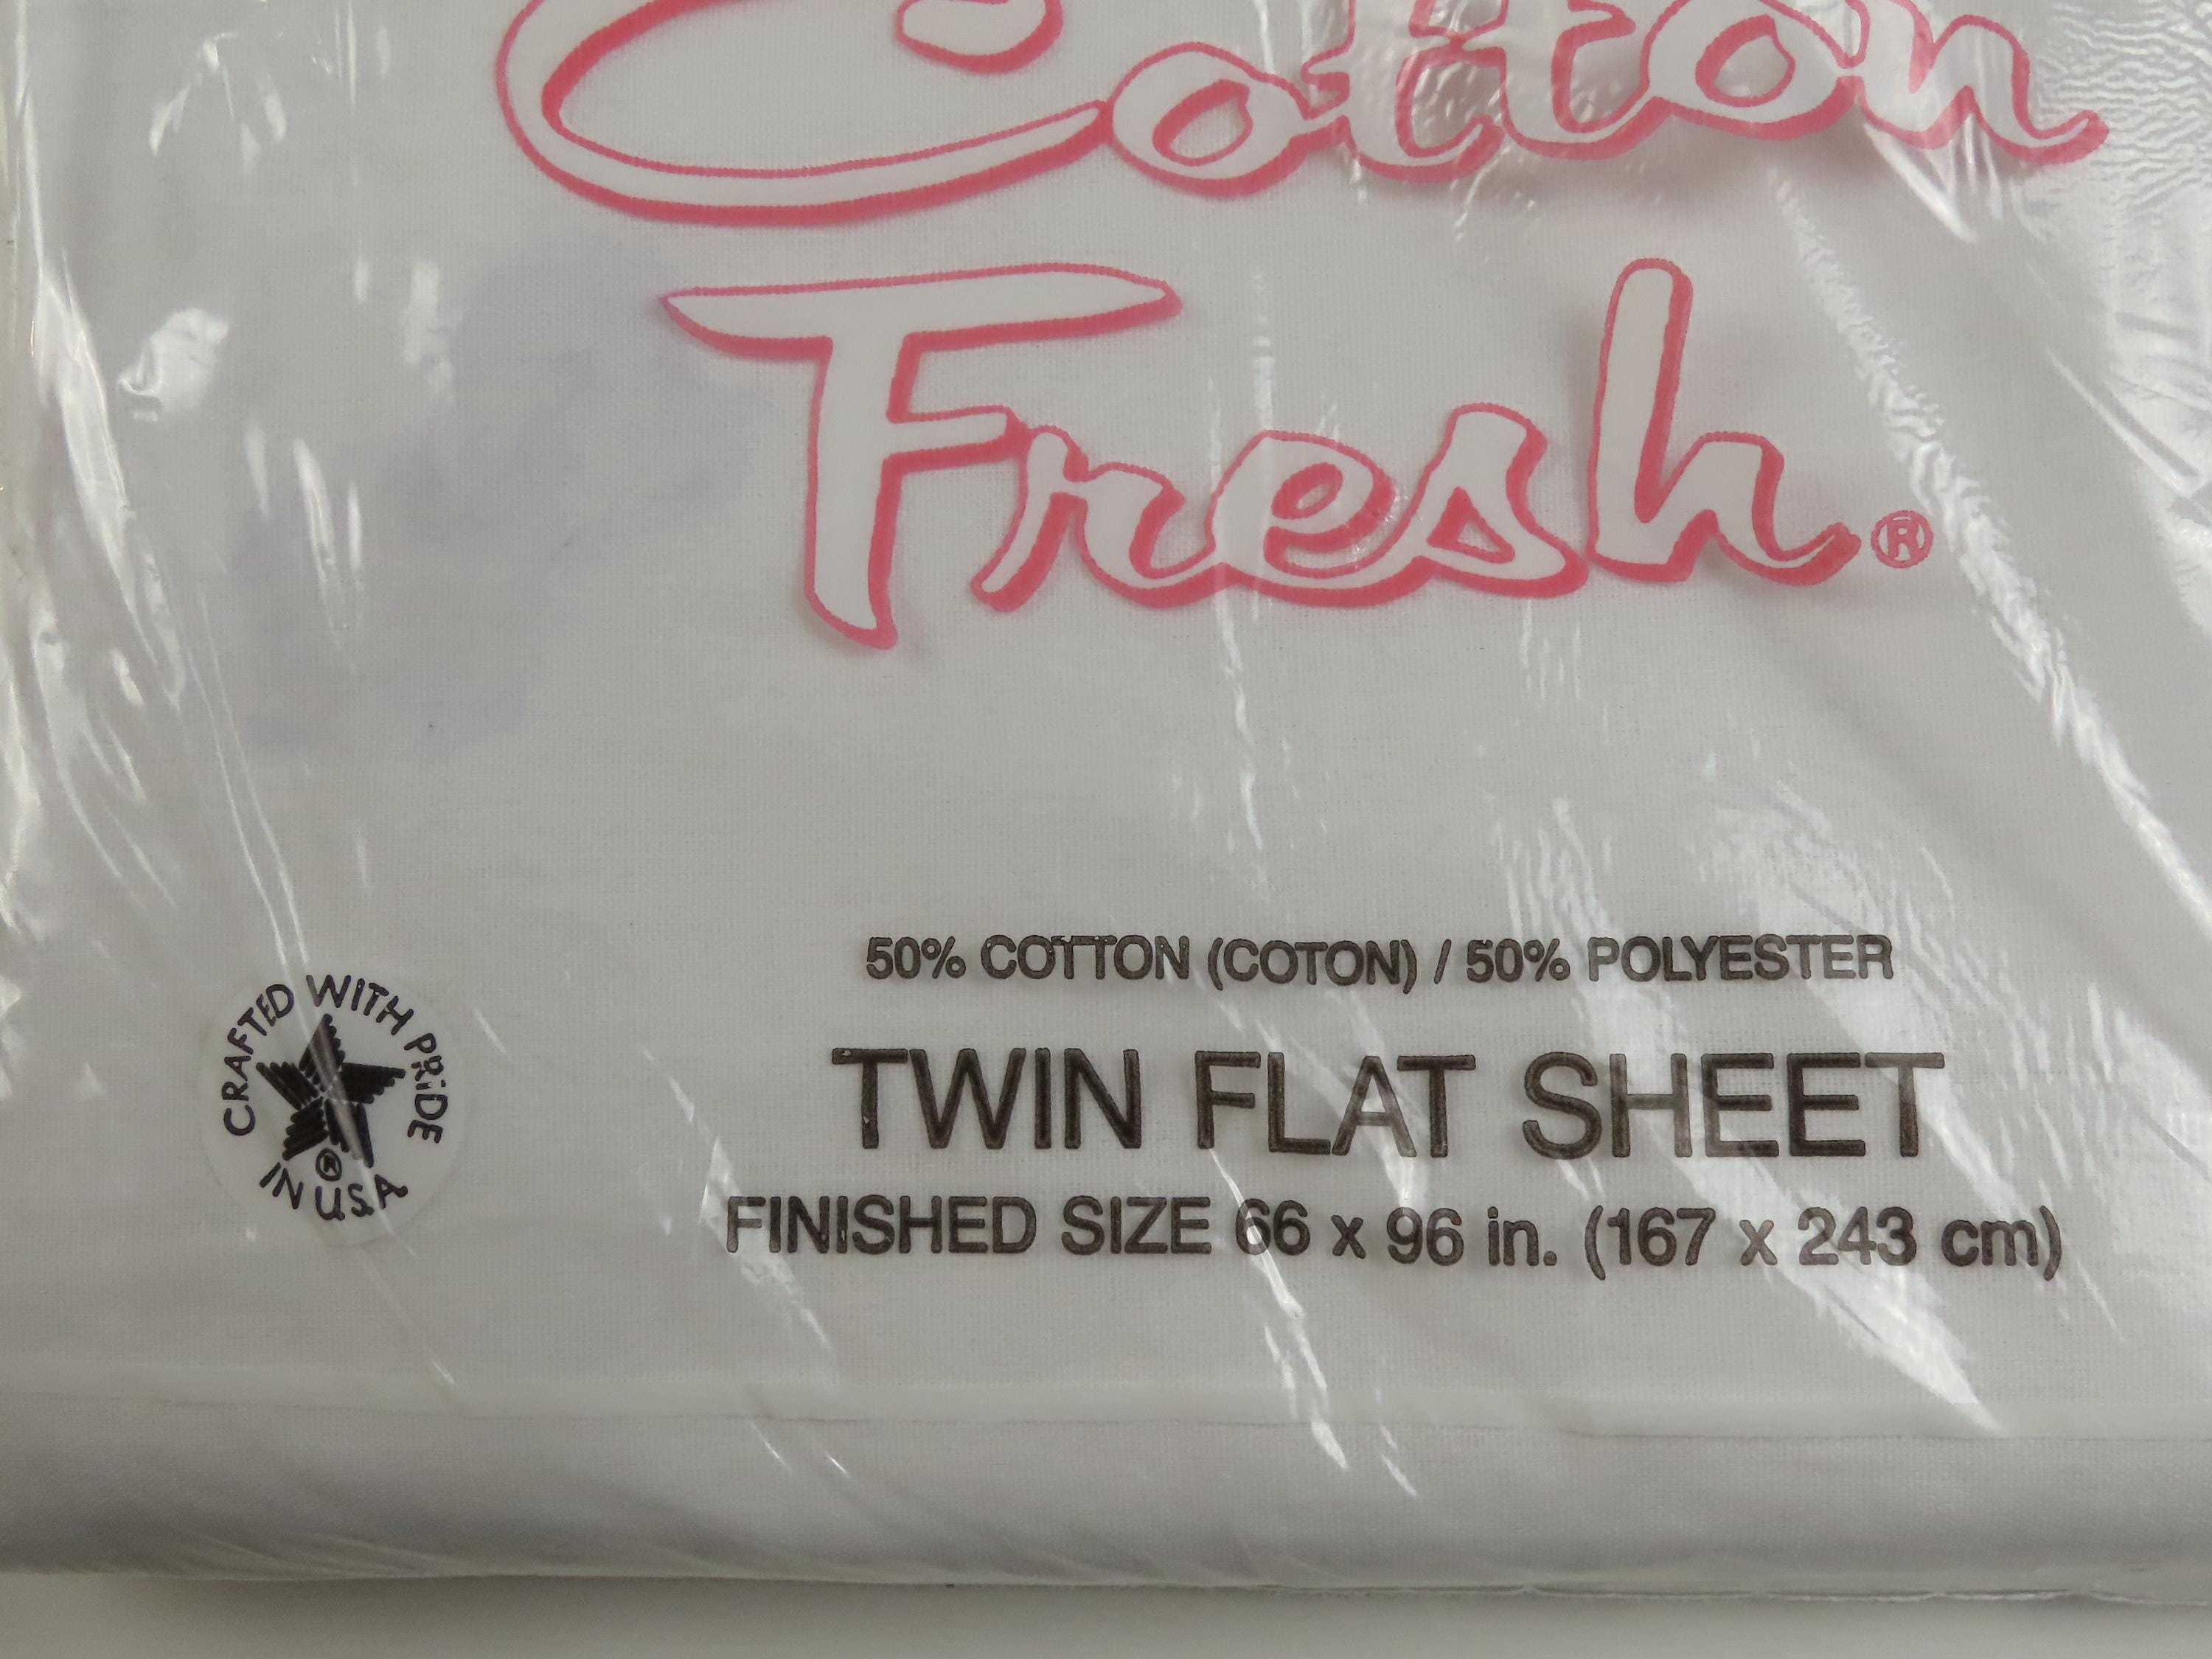 Cotton
Fresh®
50% COTTON (COTON) / 50% POLYESTER
TWIN FLAT SHEET
FINISHED SIZE 66 x 96 in. (167 x 243 cm)
CRAFTED WITH PRiDE
®
IN U.S.A